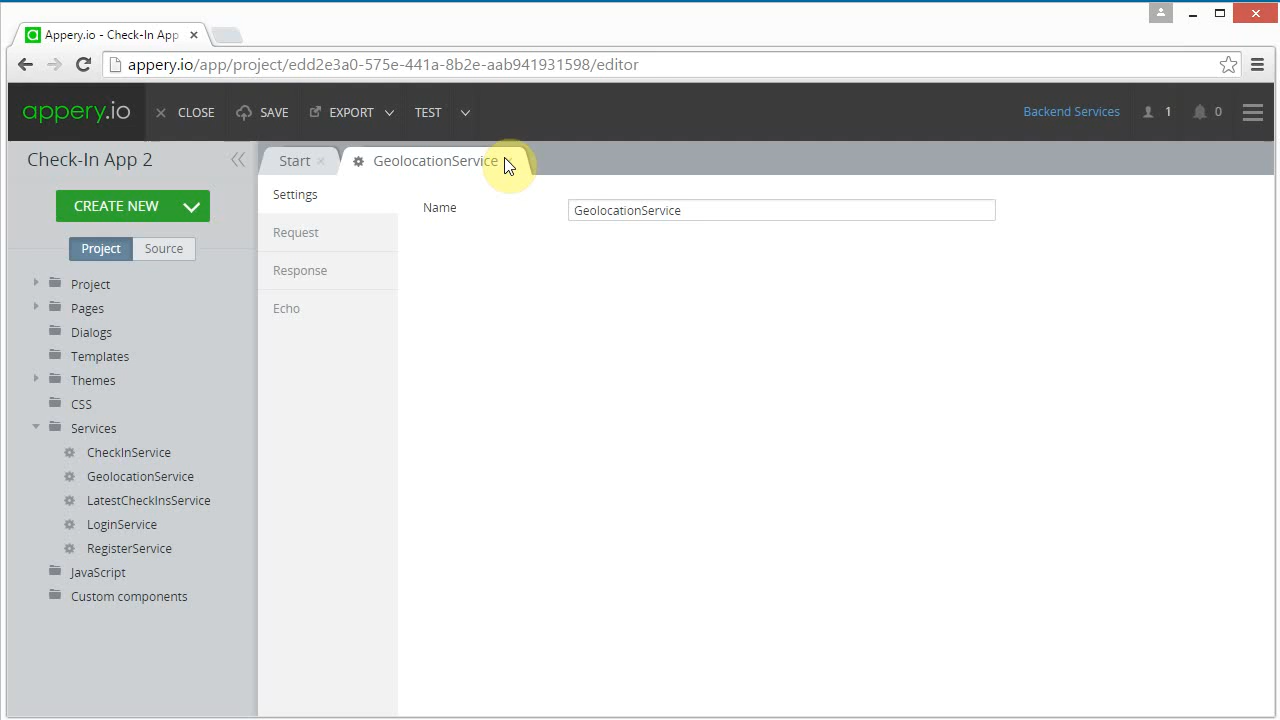 Appery.io - Check-In App
appery.io/app/project/edd2e3a0-575e-441a-8b2e-aab941931598/editor
appery.io CLOSE SAVE EXPORT TEST Backend Services 1 0
Check-In App 2
Start GeolocationService
CREATE NEW
Project Source
Project
Pages
Dialogs
Templates
Themes
CSS
Services
CheckInService
GeolocationService
LatestCheckInsService
LoginService
RegisterService
JavaScript
Custom components
Settings
Request
Response
Echo
Name GeolocationService